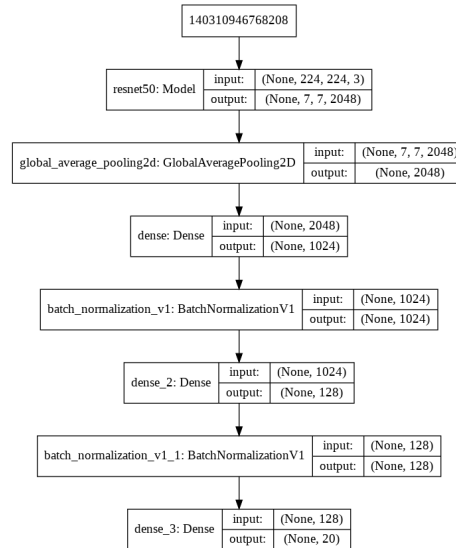 140310946768208
resnet50: Model
input: (None, 224, 224, 3)
output: (None, 7, 7, 2048)
global_average_pooling2d: GlobalAveragePooling2D
input: (None, 7, 7, 2048)
output: (None, 2048)
dense: Dense
input: (None, 2048)
output: (None, 1024)
batch_normalization_v1: BatchNormalizationV1
input: (None, 1024)
output: (None, 1024)
dense_2: Dense
input: (None, 1024)
output: (None, 128)
batch_normalization_v1_1: BatchNormalizationV1
input: (None, 128)
output: (None, 128)
dense_3: Dense
input: (None, 128)
output: (None, 20)